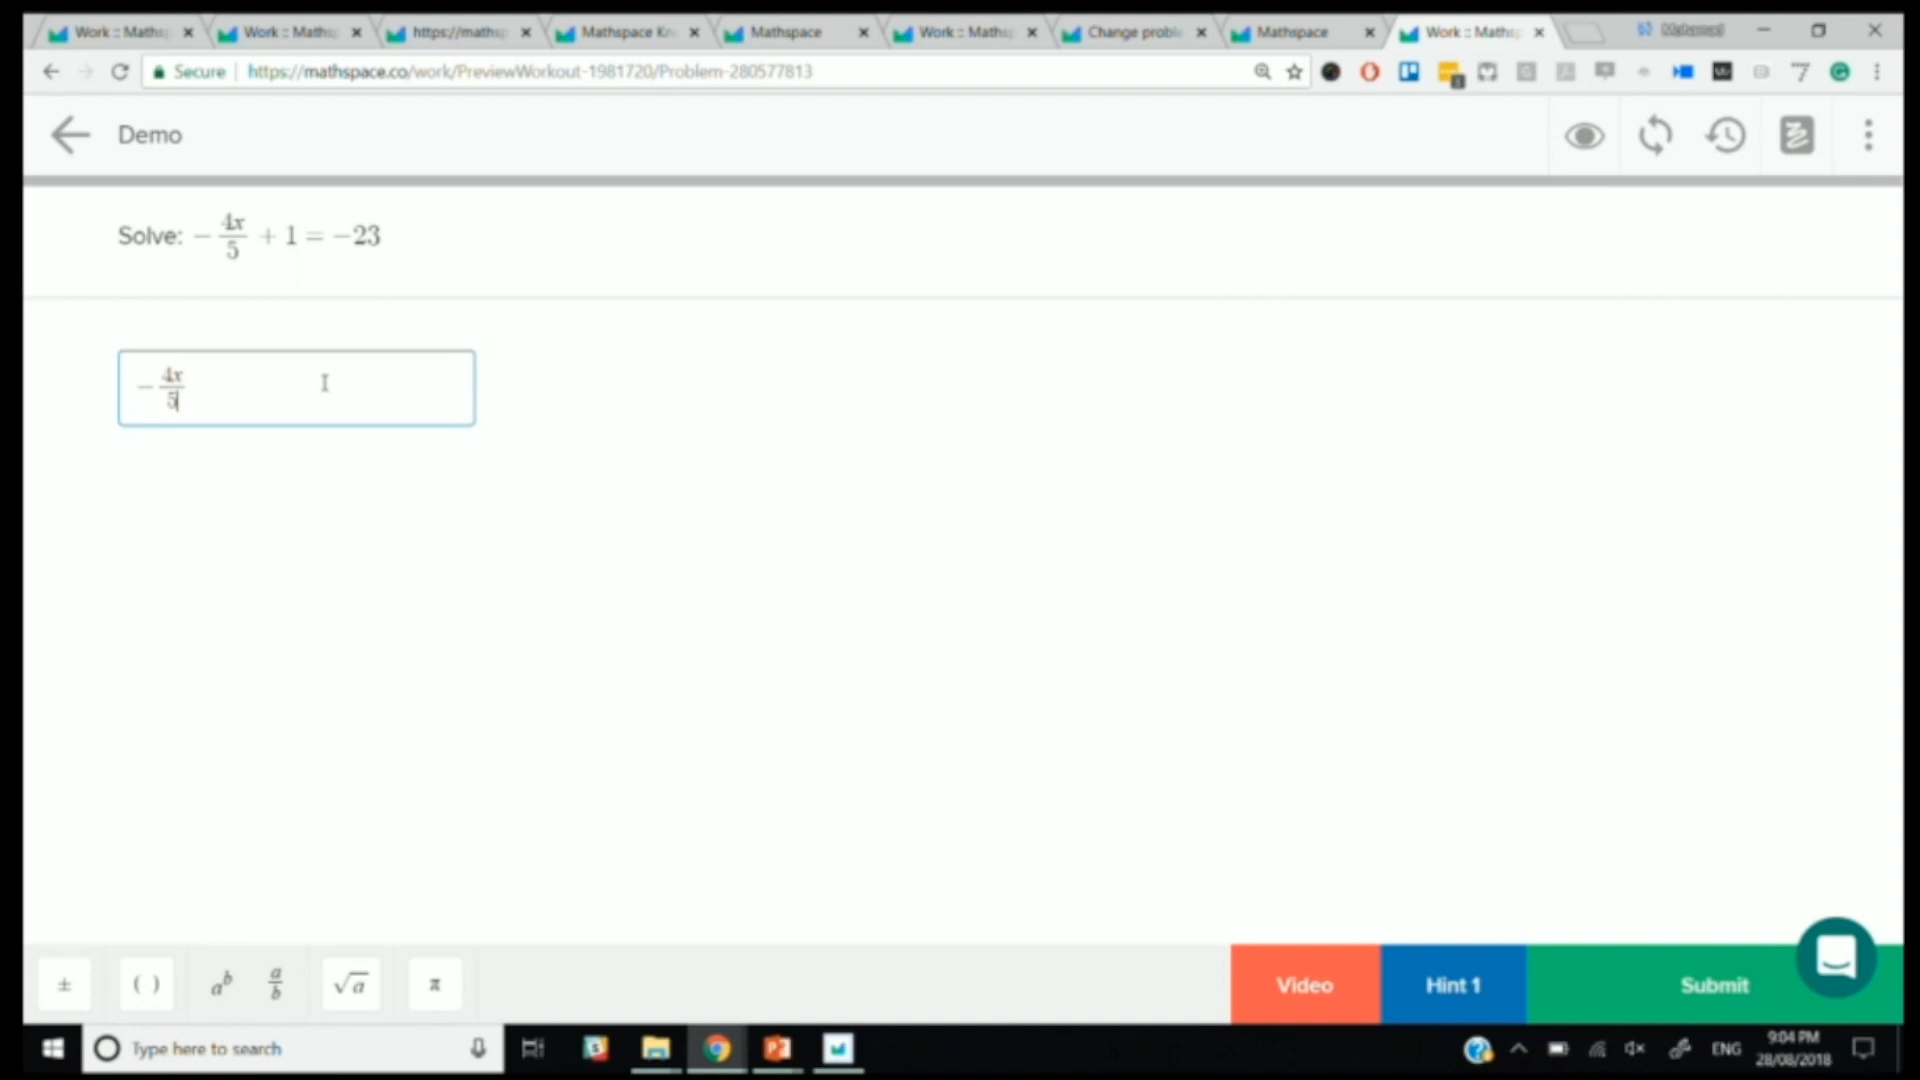 Work :: Maths
Work :: Maths
https://maths
Mathspace Kn
Mathspace
Work :: Maths
Change proble
Mathspace
Work :: Maths
Secure | https://mathspace.co/work/PreviewWorkout-1981720/Problem-280577813
Demo
Solve: − 4x/5 + 1 = −23
− 4x/5
± ( ) a^b a/b √a π
Video Hint 1 Submit
Type here to search
ENG
9:04 PM
28/08/2018